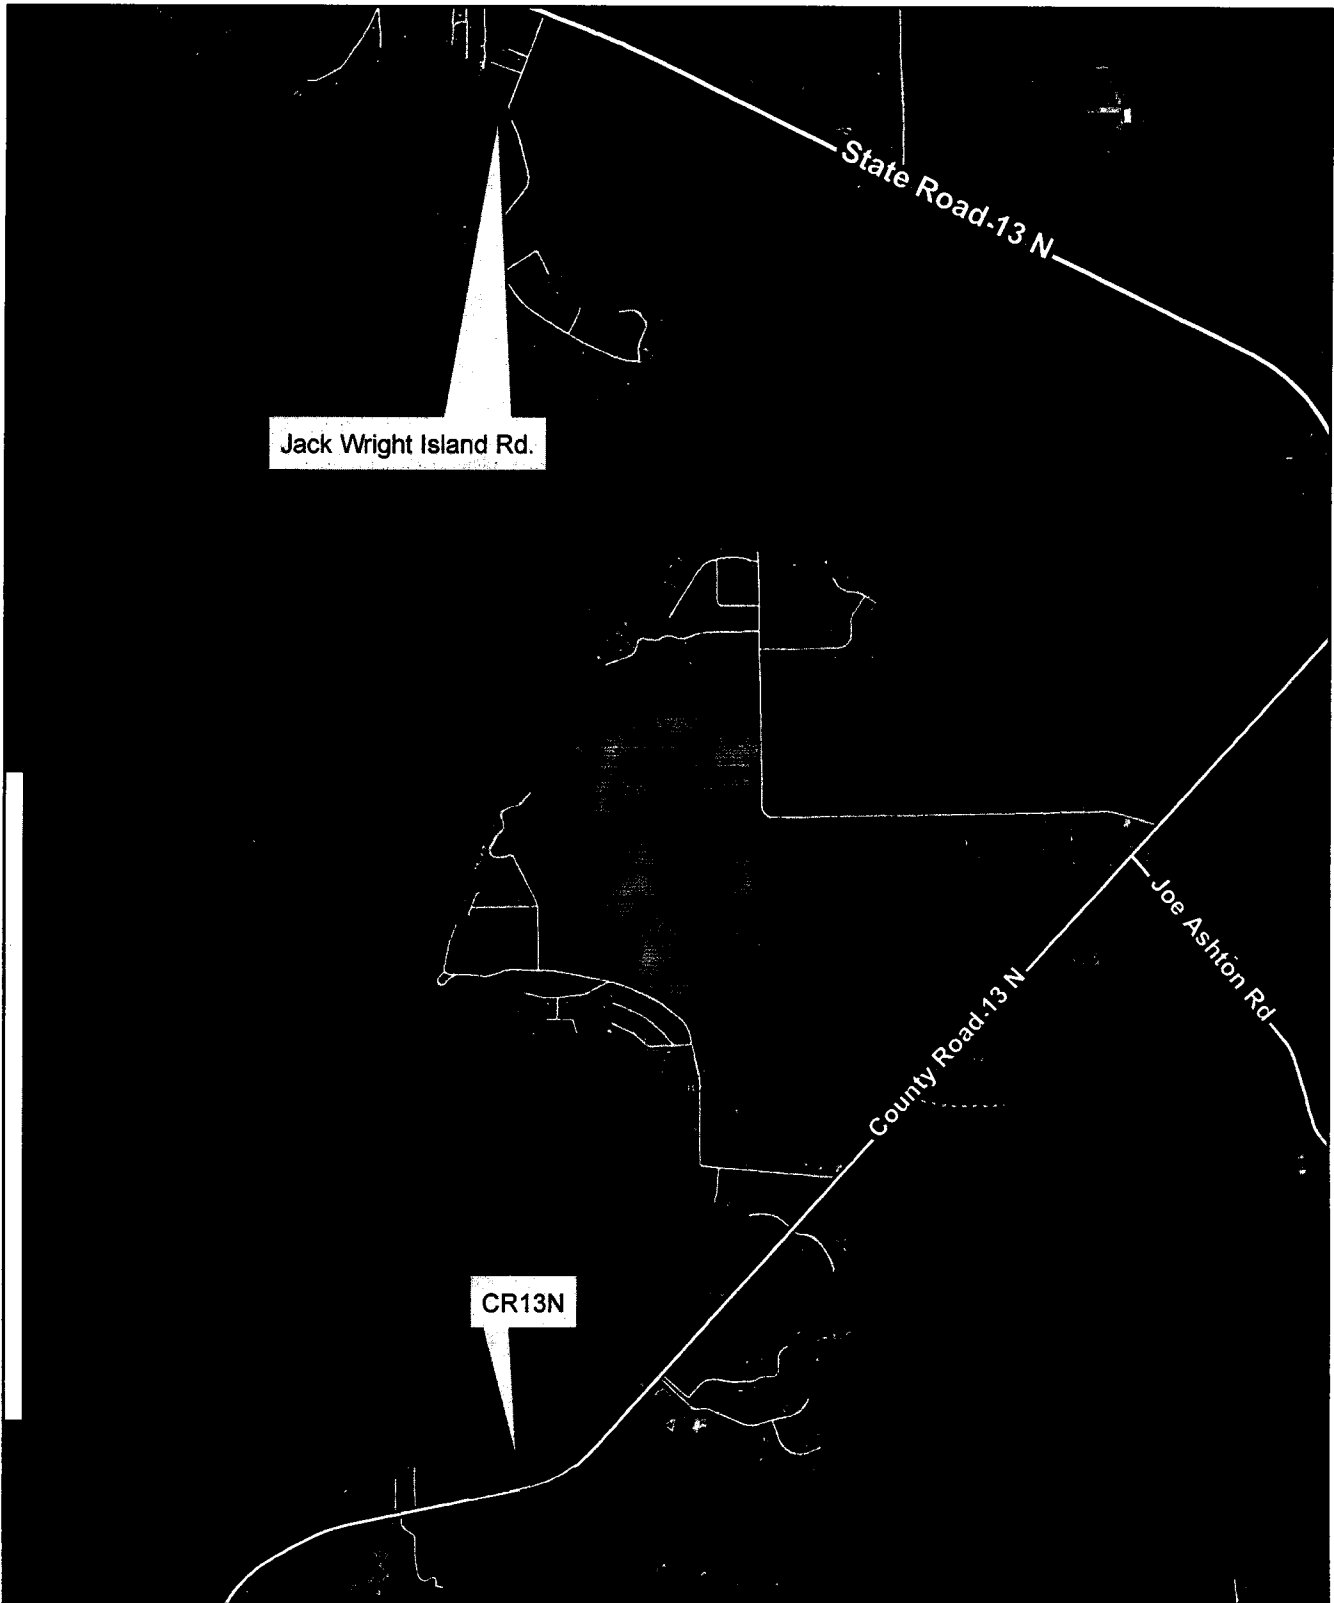 State Road 13 N
Jack Wright Island Rd.
Joe Ashton Rd
County Road 13 N
CR13N